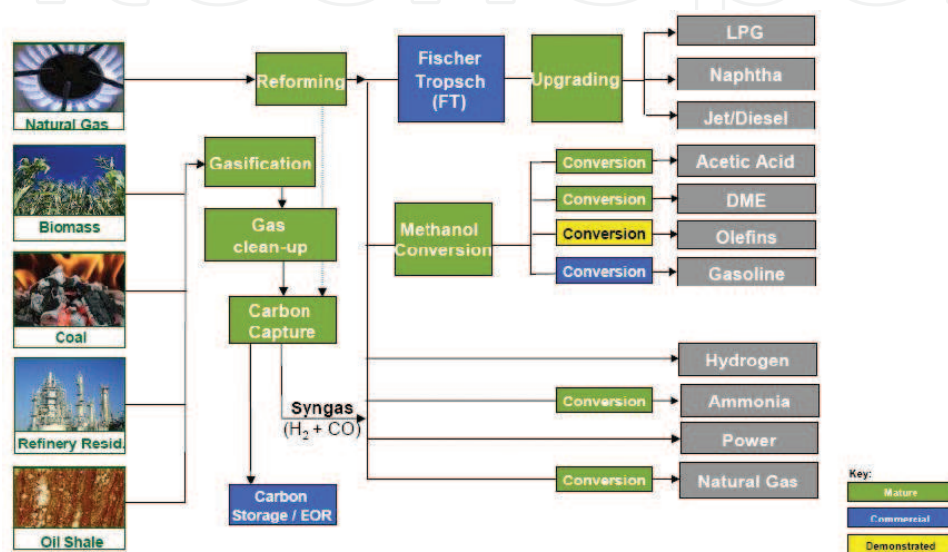 Natural Gas
Biomass
Coal
Refinery Resid.
Oil Shale
Reforming
Gasification
Gas
clean-up
Carbon
Capture
Syngas
(H₂ + CO)
Carbon
Storage / EOR
Fischer
Tropsch
(FT)
Upgrading
LPG
Naphtha
Jet/Diesel
Methanol
Conversion
Conversion
Acetic Acid
Conversion
DME
Conversion
Olefins
Conversion
Gasoline
Hydrogen
Conversion
Ammonia
Power
Conversion
Natural Gas
Key:
Mature
Commercial
Demonstrated